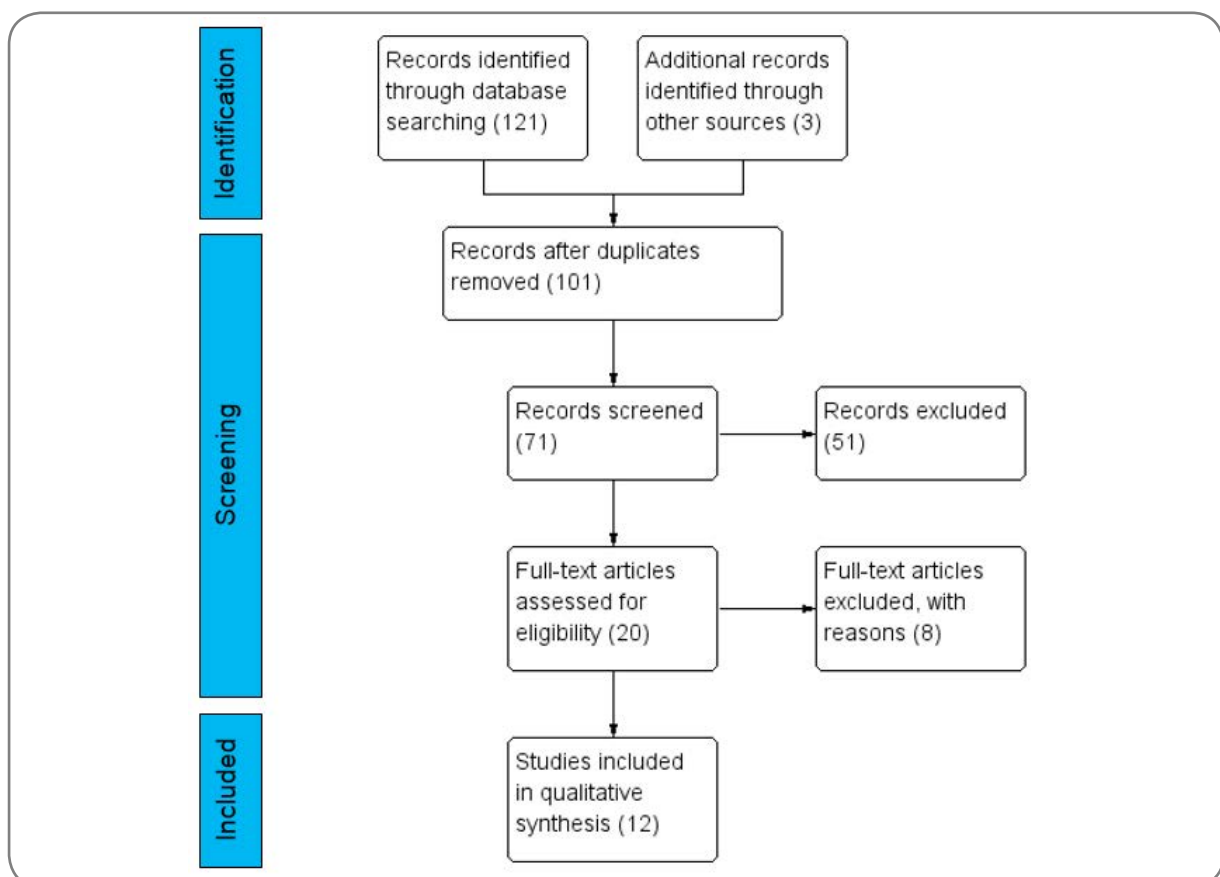 Identification
Records identified
through database
searching (121)
Additional records
identified through
other sources (3)
Screening
Records after duplicates
removed (101)
Records screened
(71)
Records excluded
(51)
Full-text articles
assessed for
eligibility (20)
Full-text articles
excluded, with
reasons (8)
Included
Studies included
in qualitative
synthesis (12)